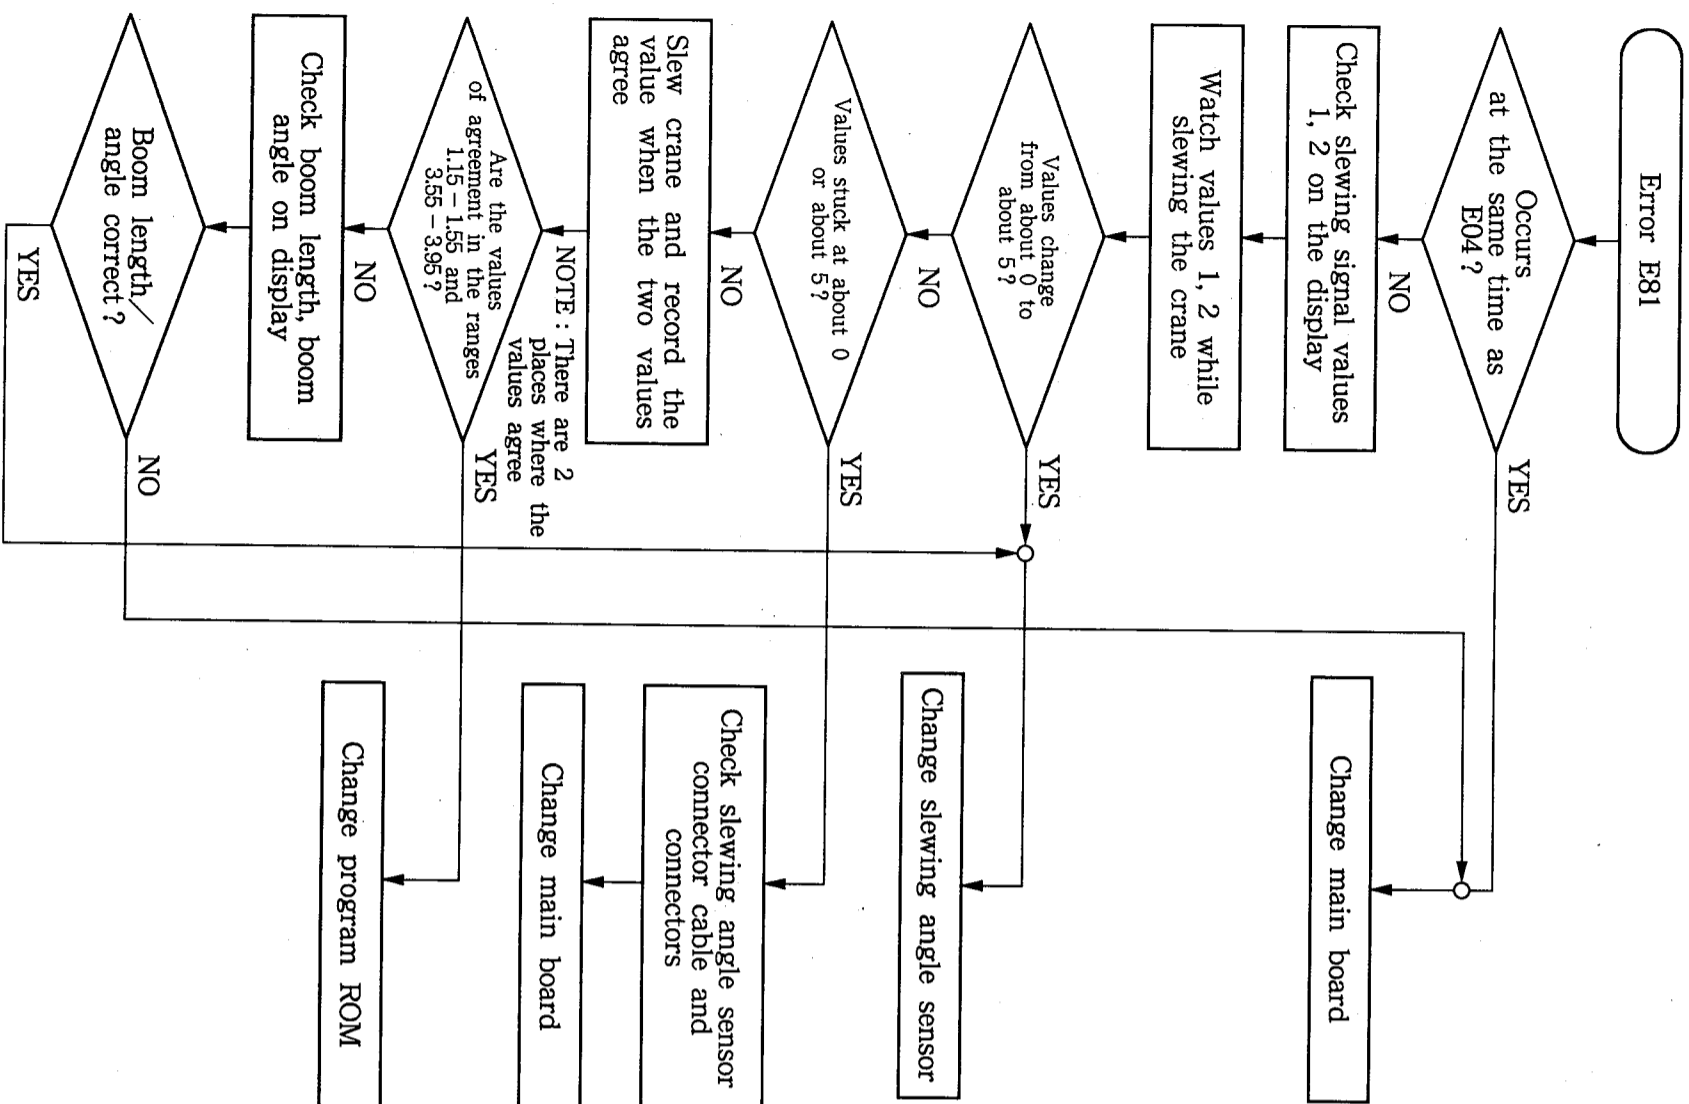 Error E81
Occurs
at the same time as
E04?
YES
NO
Check slewing signal values
1, 2 on the display
Watch values 1, 2 while
slewing the crane
Values change
from about 0 to
about 5?
YES
NO
Values stuck at about 0
or about 5?
YES
NO
Slew crane and record the
value when the two values
agree
NOTE: There are 2
places where the
values agree
Are the values
of agreement in the ranges
1.15-1.55 and
3.55-3.95?
YES
NO
Check boom length, boom
angle on display
Boom length/
angle correct?
NO
YES
Change main board
Change slewing angle sensor
Check slewing angle sensor
connector cable and
connectors
Change main board
Change program ROM